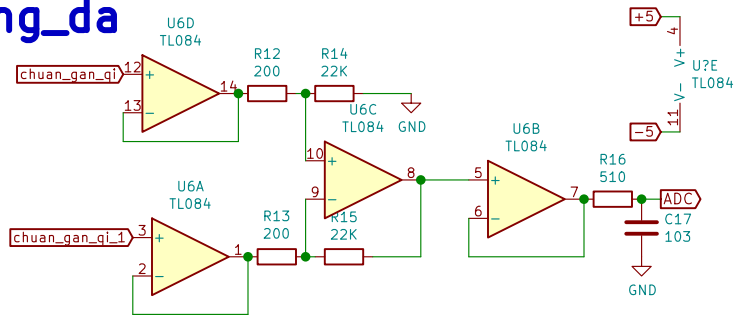 ng_da
U6D
TL084
chuan_gan_qi
12
+
13
−
14
R12
200
R14
22K
GND
U6C
TL084
10
+
9
−
8
U6A
TL084
chuan_gan_qi_1
3
+
2
−
1
R13
200
R15
22K
U6B
TL084
5
+
6
−
7
R16
510
ADC
C17
103
GND
+5
4
V+
U?E
TL084
V-
11
-5